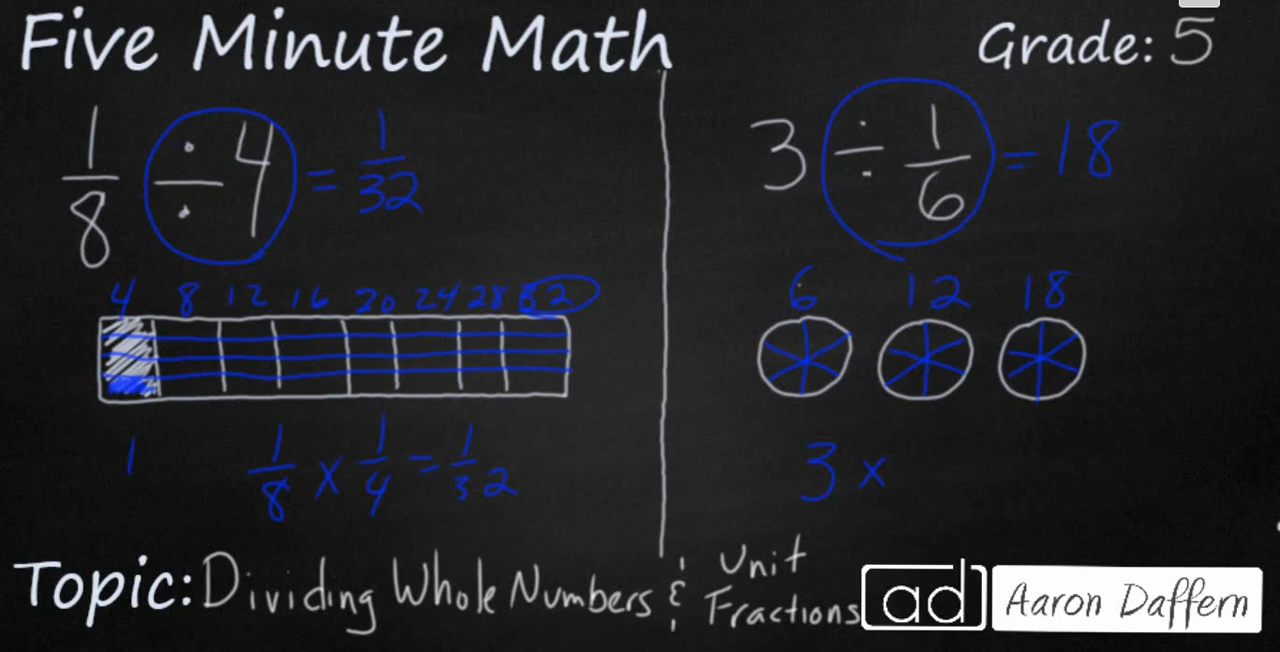 Five Minute Math
Grade: 5
1/8 ÷ 4 = 1/32
4 8 12 16 20 24 28 32
1
1/8 x 1/4 = 1/32
3 ÷ 1/6 = 18
6 12 18
3 x
Topic: Dividing Whole Numbers & Unit Fractions
ad Aaron Daffern